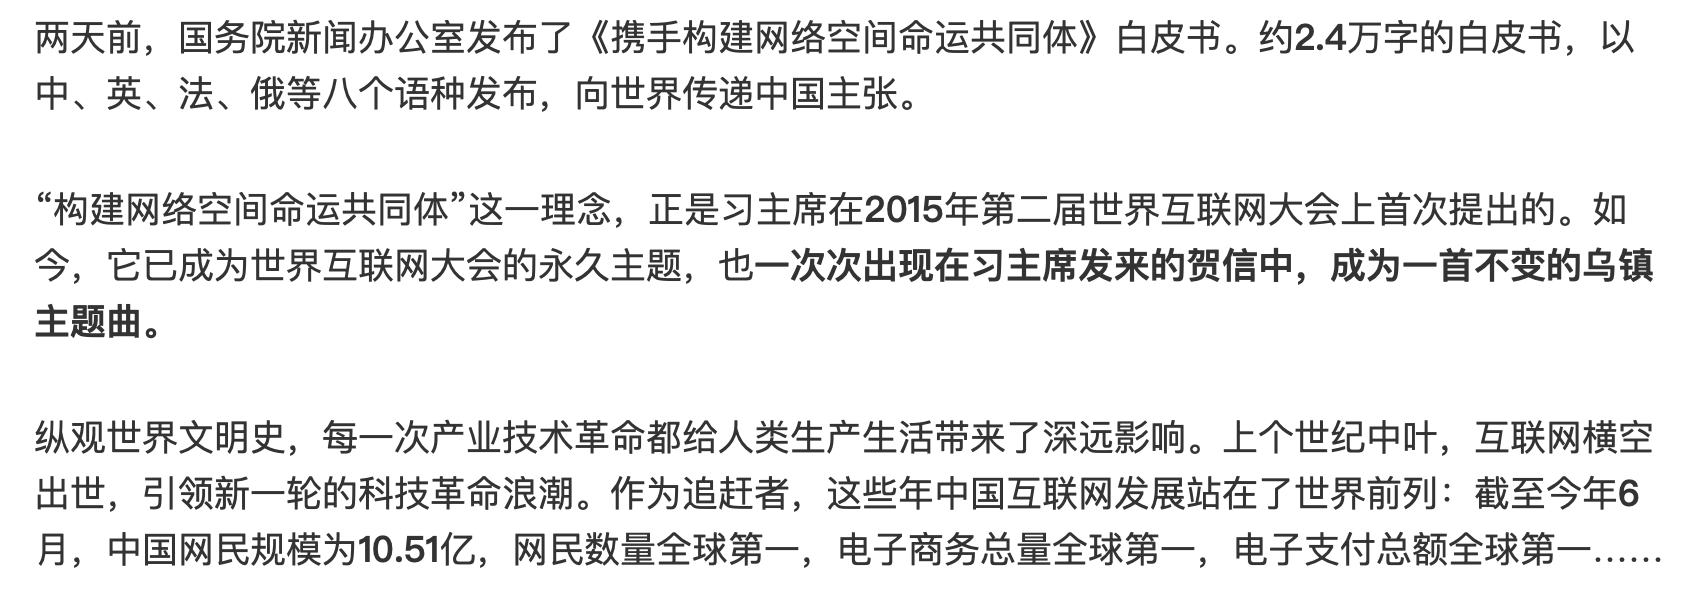 两天前，国务院新闻办公室发布了《携手构建网络空间命运共同体》白皮书。约2.4万字的白皮书，以
中、英、法、俄等八个语种发布，向世界传递中国主张。
“构建网络空间命运共同体”这一理念，正是习主席在2015年第二届世界互联网大会上首次提出的。如
今，它已成为世界互联网大会的永久主题，也一次次出现在习主席发来的贺信中，成为一首不变的乌镇
主题曲。
纵观世界文明史，每一次产业技术革命都给人类生产生活带来了深远影响。上个世纪中叶，互联网横空
出世，引领新一轮的科技革命浪潮。作为追赶者，这些年中国互联网发展站在了世界前列：截至今年6
月，中国网民规模为10.51亿，网民数量全球第一，电子商务总量全球第一，电子支付总额全球第一……